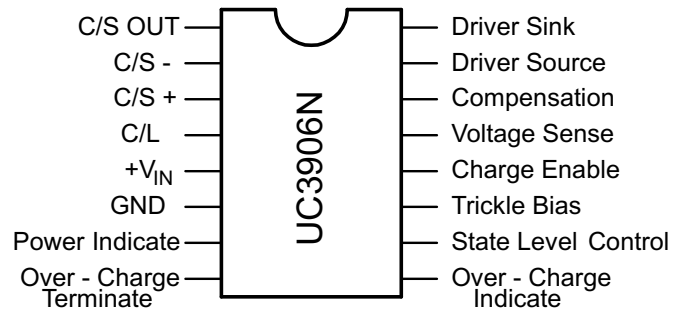 C/S OUT
C/S -
C/S +
C/L
+VIN
GND
Power Indicate
Over - Charge
Terminate
UC3906N
Driver Sink
Driver Source
Compensation
Voltage Sense
Charge Enable
Trickle Bias
State Level Control
Over - Charge
Indicate